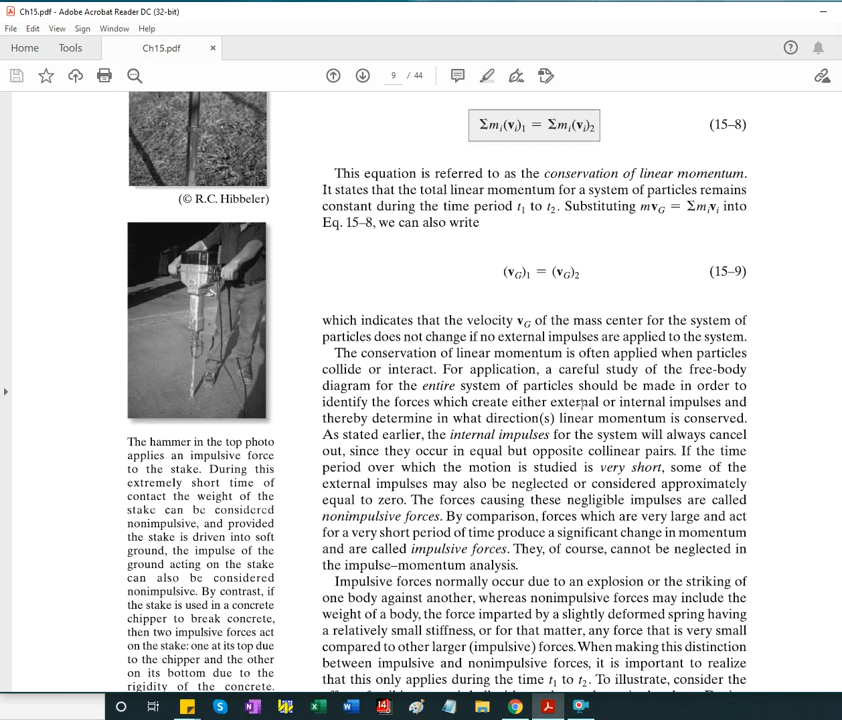 Ch15.pdf - Adobe Acrobat Reader DC (32-bit)
File Edit View Sign Window Help
Home Tools Ch15.pdf ×
9 / 44
Σmᵢ(vᵢ)₁ = Σmᵢ(vᵢ)₂ (15–8)
This equation is referred to as the conservation of linear momentum.
It states that the total linear momentum for a system of particles remains
constant during the time period t₁ to t₂. Substituting mv_G = Σmᵢvᵢ into
Eq. 15–8, we can also write
(v_G)₁ = (v_G)₂ (15–9)
which indicates that the velocity v_G of the mass center for the system of
particles does not change if no external impulses are applied to the system.
The conservation of linear momentum is often applied when particles
collide or interact. For application, a careful study of the free-body
diagram for the entire system of particles should be made in order to
identify the forces which create either external or internal impulses and
thereby determine in what direction(s) linear momentum is conserved.
As stated earlier, the internal impulses for the system will always cancel
out, since they occur in equal but opposite collinear pairs. If the time
period over which the motion is studied is very short, some of the
external impulses may also be neglected or considered approximately
equal to zero. The forces causing these negligible impulses are called
nonimpulsive forces. By comparison, forces which are very large and act
for a very short period of time produce a significant change in momentum
and are called impulsive forces. They, of course, cannot be neglected in
the impulse–momentum analysis.
Impulsive forces normally occur due to an explosion or the striking of
one body against another, whereas nonimpulsive forces may include the
weight of a body, the force imparted by a slightly deformed spring having
a relatively small stiffness, or for that matter, any force that is very small
compared to other larger (impulsive) forces. When making this distinction
between impulsive and nonimpulsive forces, it is important to realize
that this only applies during the time t₁ to t₂. To illustrate, consider the
(© R.C. Hibbeler)
The hammer in the top photo
applies an impulsive force
to the stake. During this
extremely short time of
contact the weight of the
stake can be considered
nonimpulsive, and provided
the stake is driven into soft
ground, the impulse of the
ground acting on the stake
can also be considered
nonimpulsive. By contrast, if
the stake is used in a concrete
chipper to break concrete,
then two impulsive forces act
on the stake: one at its top due
to the chipper and the other
on its bottom due to the
rigidity of the concrete.